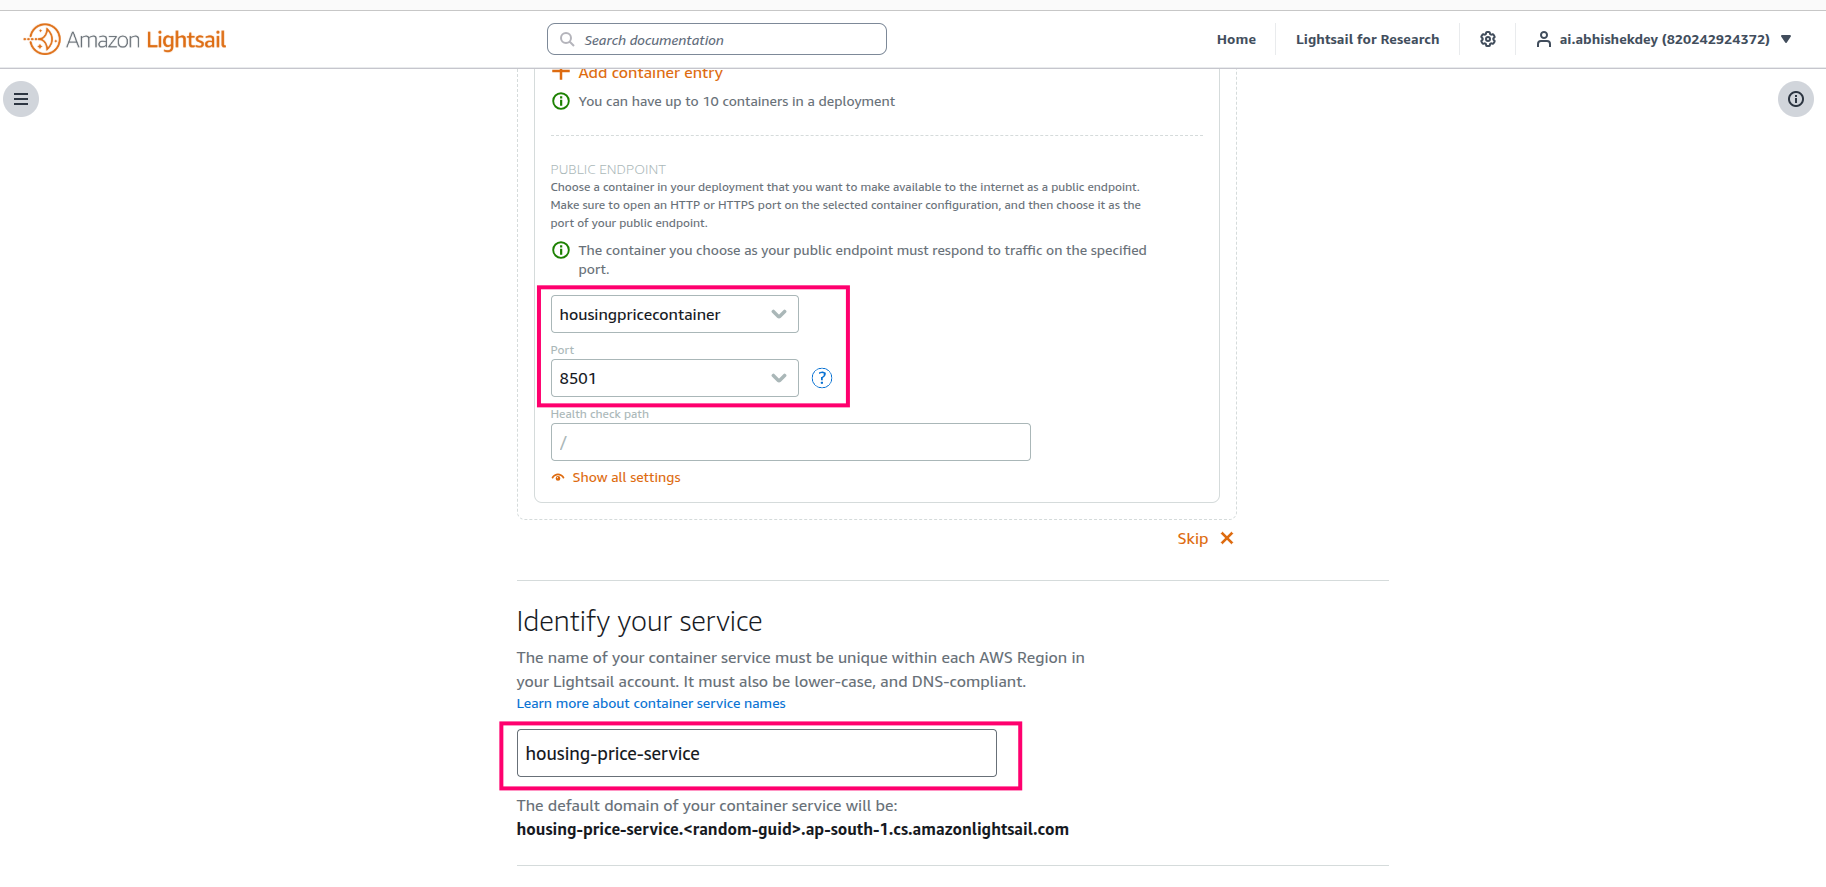 Amazon Lightsail
Search documentation
Home
Lightsail for Research
ai.abhishekdey (820242924372)
Add container entry
You can have up to 10 containers in a deployment
PUBLIC ENDPOINT
Choose a container in your deployment that you want to make available to the internet as a public endpoint.
Make sure to open an HTTP or HTTPS port on the selected container configuration, and then choose it as the
port of your public endpoint.
The container you choose as your public endpoint must respond to traffic on the specified
port.
housingpricecontainer
Port
8501
?
Health check path
/
Show all settings
Skip
Identify your service
The name of your container service must be unique within each AWS Region in
your Lightsail account. It must also be lower-case, and DNS-compliant.
Learn more about container service names
housing-price-service
The default domain of your container service will be:
housing-price-service.<random-guid>.ap-south-1.cs.amazonlightsail.com